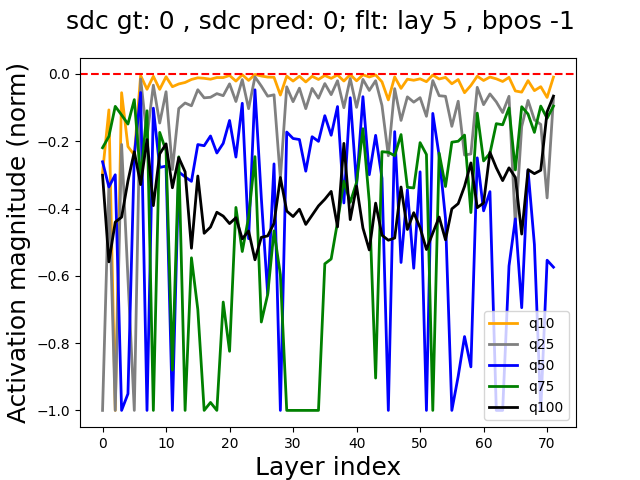 sdc gt: 0 , sdc pred: 0; flt: lay 5 , bpos -1
Activation magnitude (norm)
0.0
−0.2
−0.4
−0.6
−0.8
−1.0
0 10 20 30 40 50 60 70
Layer index
q10
q25
q50
q75
q100